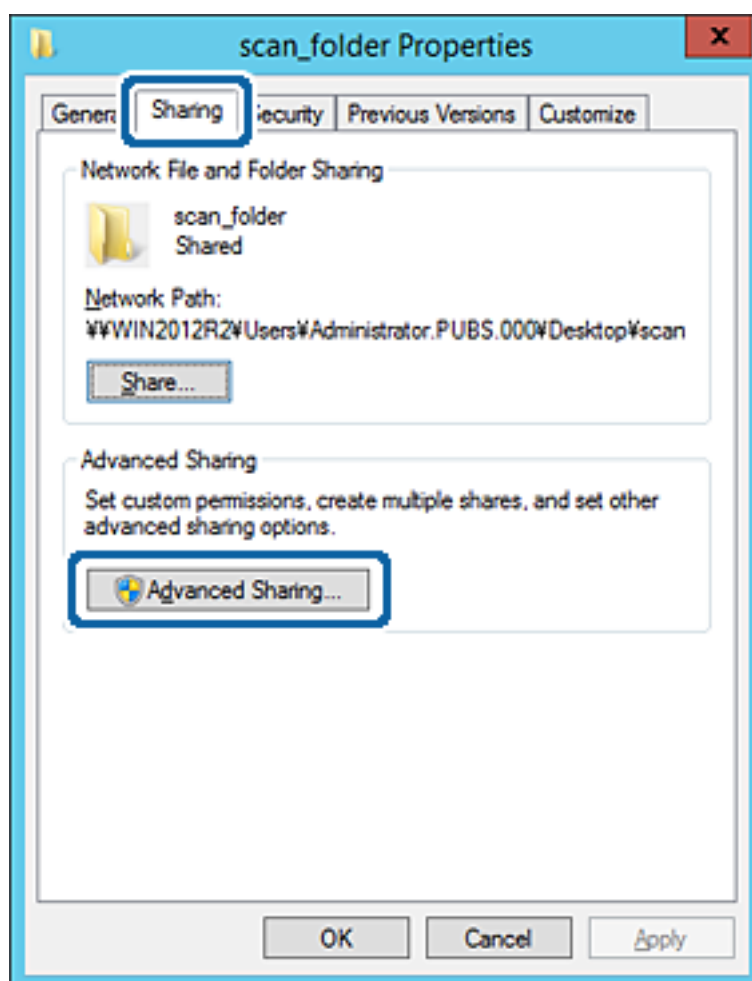 scan_folder Properties
x
Sharing
Previous Versions
Customize
Network File and Folder Sharing
scan_folder
Shared
Network Path:
¥¥WIN2012R2¥Users¥Administrator.PUBS.000¥Desktop¥scan
Share...
Advanced Sharing
Set custom permissions, create multiple shares, and set other
advanced sharing options.
Advanced Sharing...
OK
Cancel
Apply